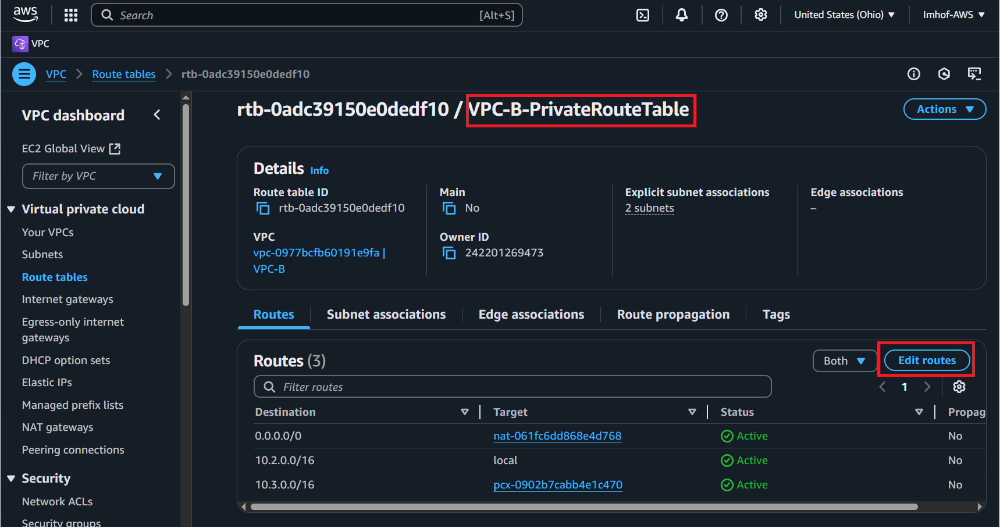 aws
Search [Alt+S]
United States (Ohio)
Imhof-AWS
VPC
VPC
Route tables
rtb-0adc39150e0dedf10
VPC dashboard
EC2 Global View
Filter by VPC
Virtual private cloud
Your VPCs
Subnets
Route tables
Internet gateways
Egress-only internet
gateways
DHCP option sets
Elastic IPs
Managed prefix lists
NAT gateways
Peering connections
Security
Network ACLs
Security groups
rtb-0adc39150e0dedf10 / VPC-B-PrivateRouteTable
Actions
Details Info
Route table ID
rtb-0adc39150e0dedf10
Main
No
Explicit subnet associations
2 subnets
Edge associations
–
VPC
vpc-0977bcfb60191e9fa |
VPC-B
Owner ID
242201269473
Routes
Subnet associations
Edge associations
Route propagation
Tags
Routes (3)
Both
Edit routes
Filter routes
1
Destination Target Status Propag
0.0.0.0/0 nat-061fc6dd868e4d768 Active No
10.2.0.0/16 local Active No
10.3.0.0/16 pcx-0902b7cabb4e1c470 Active No